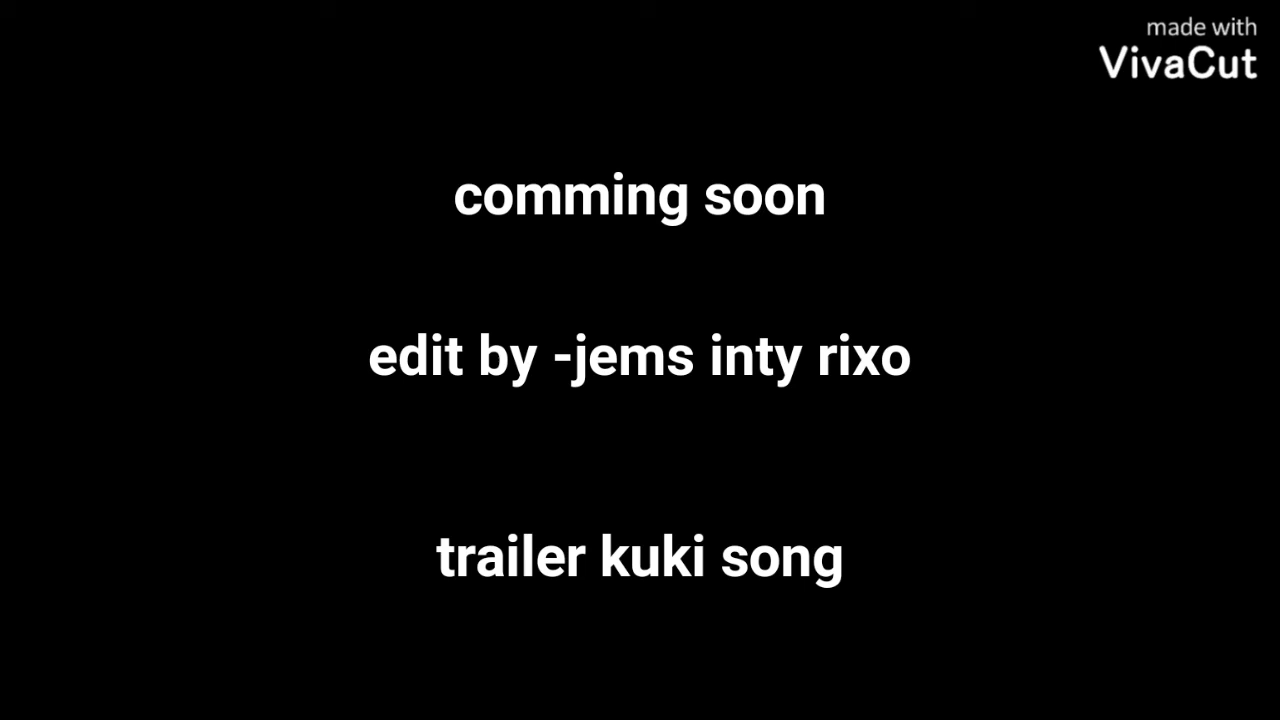 made with
VivaCut
comming soon
edit by -jems inty rixo
trailer kuki song